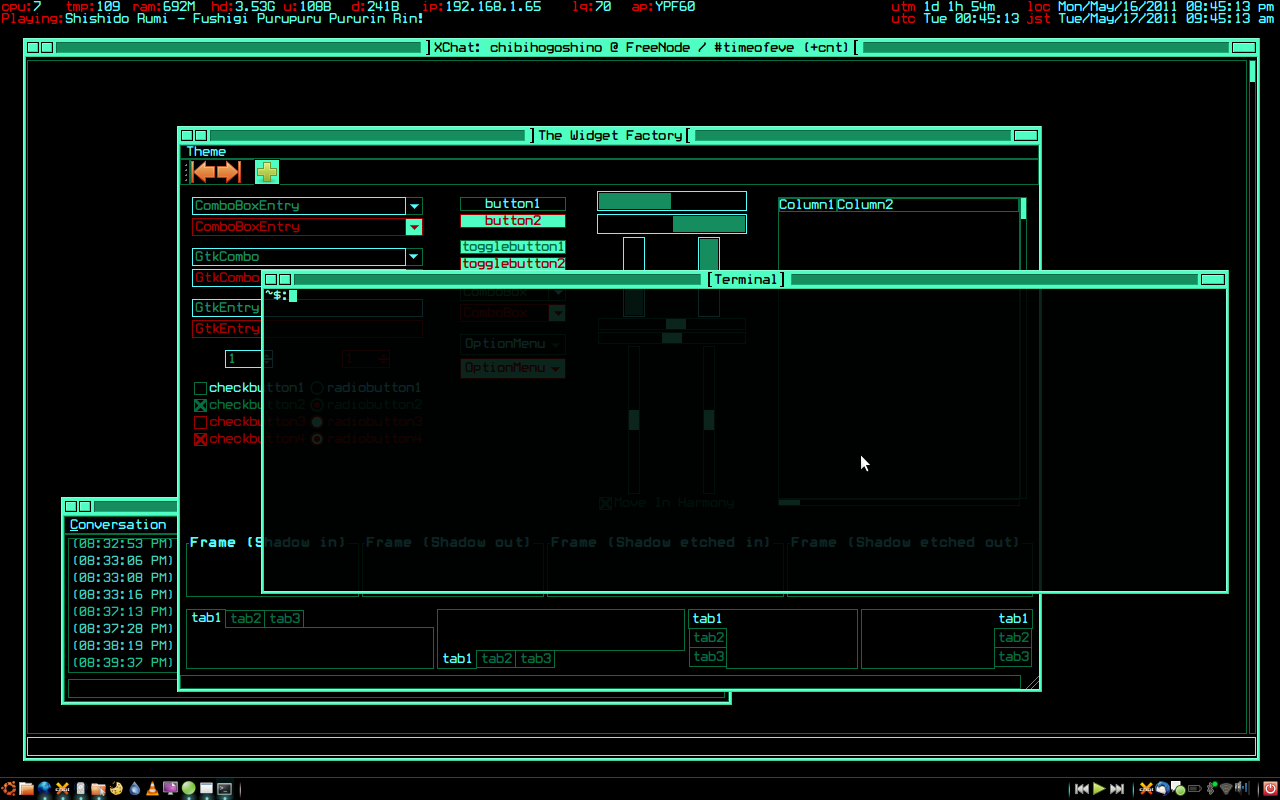 cpu:7 tmp:109 ram:692M hd:3.53G u:108B d:241B ip:192.168.1.65 lq:70 ap:YPF60 utm 1d 1h 54m loc Mon/May/16/2011 08:45:13 pm
Playing:Shishido Rumi - Fushigi Purupuru Pururin Rin! utc Tue 00:45:13 jst Tue/May/17/2011 09:45:13 am
XChat: chibihogoshino @ FreeNode / #timeofeve (+cnt)
The Widget Factory
Theme
ComboBoxEntry button1 Column1 Column2
ComboBoxEntry button2
GtkCombo togglebutton1
GtkCombo togglebutton2
[Terminal]
~$:
ComboBox
GtkEntry ComboBox
GtkEntry
OptionMenu
1 1
OptionMenu
checkbutton1 radiobutton1
checkbutton2 radiobutton2
checkbutton3 radiobutton3
checkbutton4 radiobutton4
Move In Harmony
Conversation
Frame (Shadow in) Frame (Shadow out) Frame (Shadow etched in) Frame (Shadow etched out)
(08:32:53 PM)
(08:33:06 PM)
(08:33:08 PM)
(08:33:16 PM)
(08:37:13 PM)
(08:37:28 PM)
(08:38:19 PM)
(08:39:37 PM)
tab1 tab2 tab3
tab1 tab2 tab3
tab1
tab2
tab3
tab1
tab2
tab3